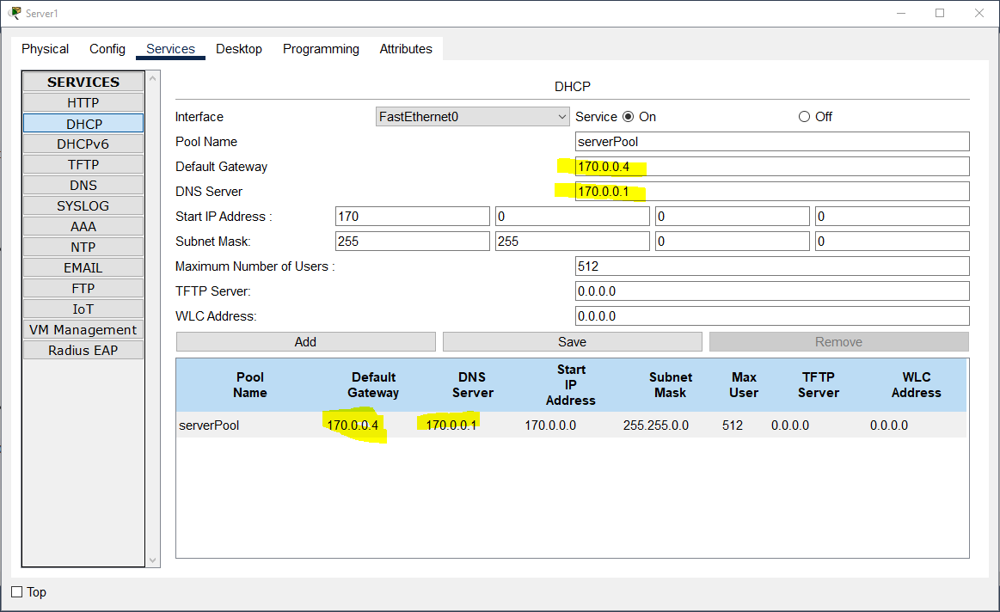 Server1
Physical Config Services Desktop Programming Attributes
SERVICES
HTTP
DHCP
DHCPv6
TFTP
DNS
SYSLOG
AAA
NTP
EMAIL
FTP
IoT
VM Management
Radius EAP
DHCP
Interface FastEthernet0 Service On Off
Pool Name serverPool
Default Gateway 170.0.0.4
DNS Server 170.0.0.1
Start IP Address : 170 0 0 0
Subnet Mask: 255 255 0 0
Maximum Number of Users : 512
TFTP Server: 0.0.0.0
WLC Address: 0.0.0.0
Add Save Remove
Pool Name Default Gateway DNS Server Start IP Address Subnet Mask Max User TFTP Server WLC Address
serverPool 170.0.0.4 170.0.0.1 170.0.0.0 255.255.0.0 512 0.0.0.0 0.0.0.0
Top